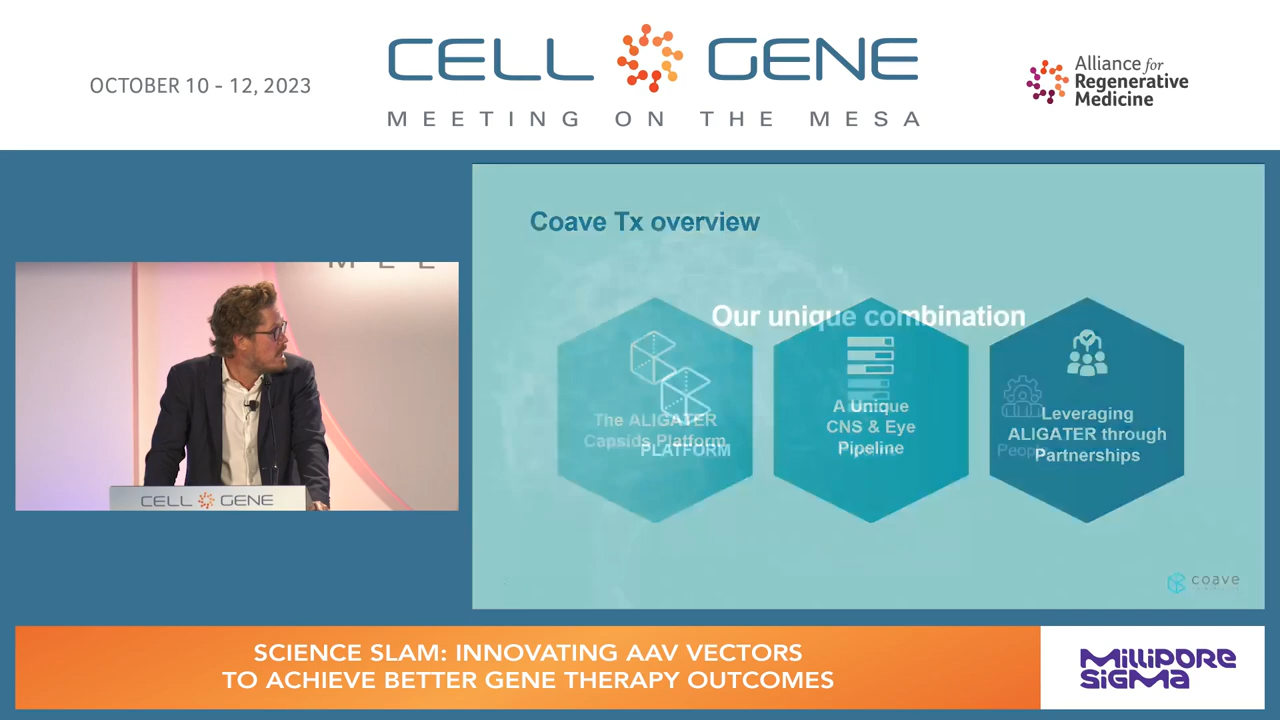 OCTOBER 10 - 12, 2023
CELL GENE
MEETING ON THE MESA
Alliance for
Regenerative
Medicine
MEE
CELL GENE
Coave Tx overview
Our unique combination
The ALIGATER
Capsids Platform
PLATFORM
A Unique
CNS & Eye
Pipeline
Leveraging
ALIGATER through
Partnerships
coave
SCIENCE SLAM: INNOVATING AAV VECTORS
TO ACHIEVE BETTER GENE THERAPY OUTCOMES
Millipore
Sigma